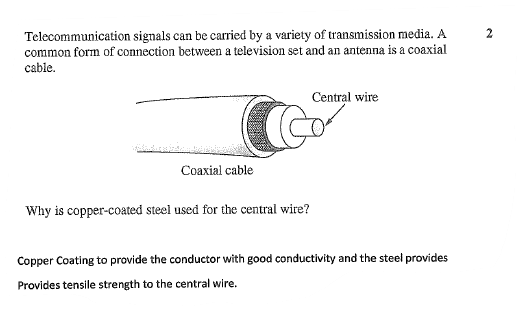 Telecommunication signals can be carried by a variety of transmission media. A 2
common form of connection between a television set and an antenna is a coaxial
cable.
Central wire
Coaxial cable
Why is copper-coated steel used for the central wire?
Copper Coating to provide the conductor with good conductivity and the steel provides
Provides tensile strength to the central wire.